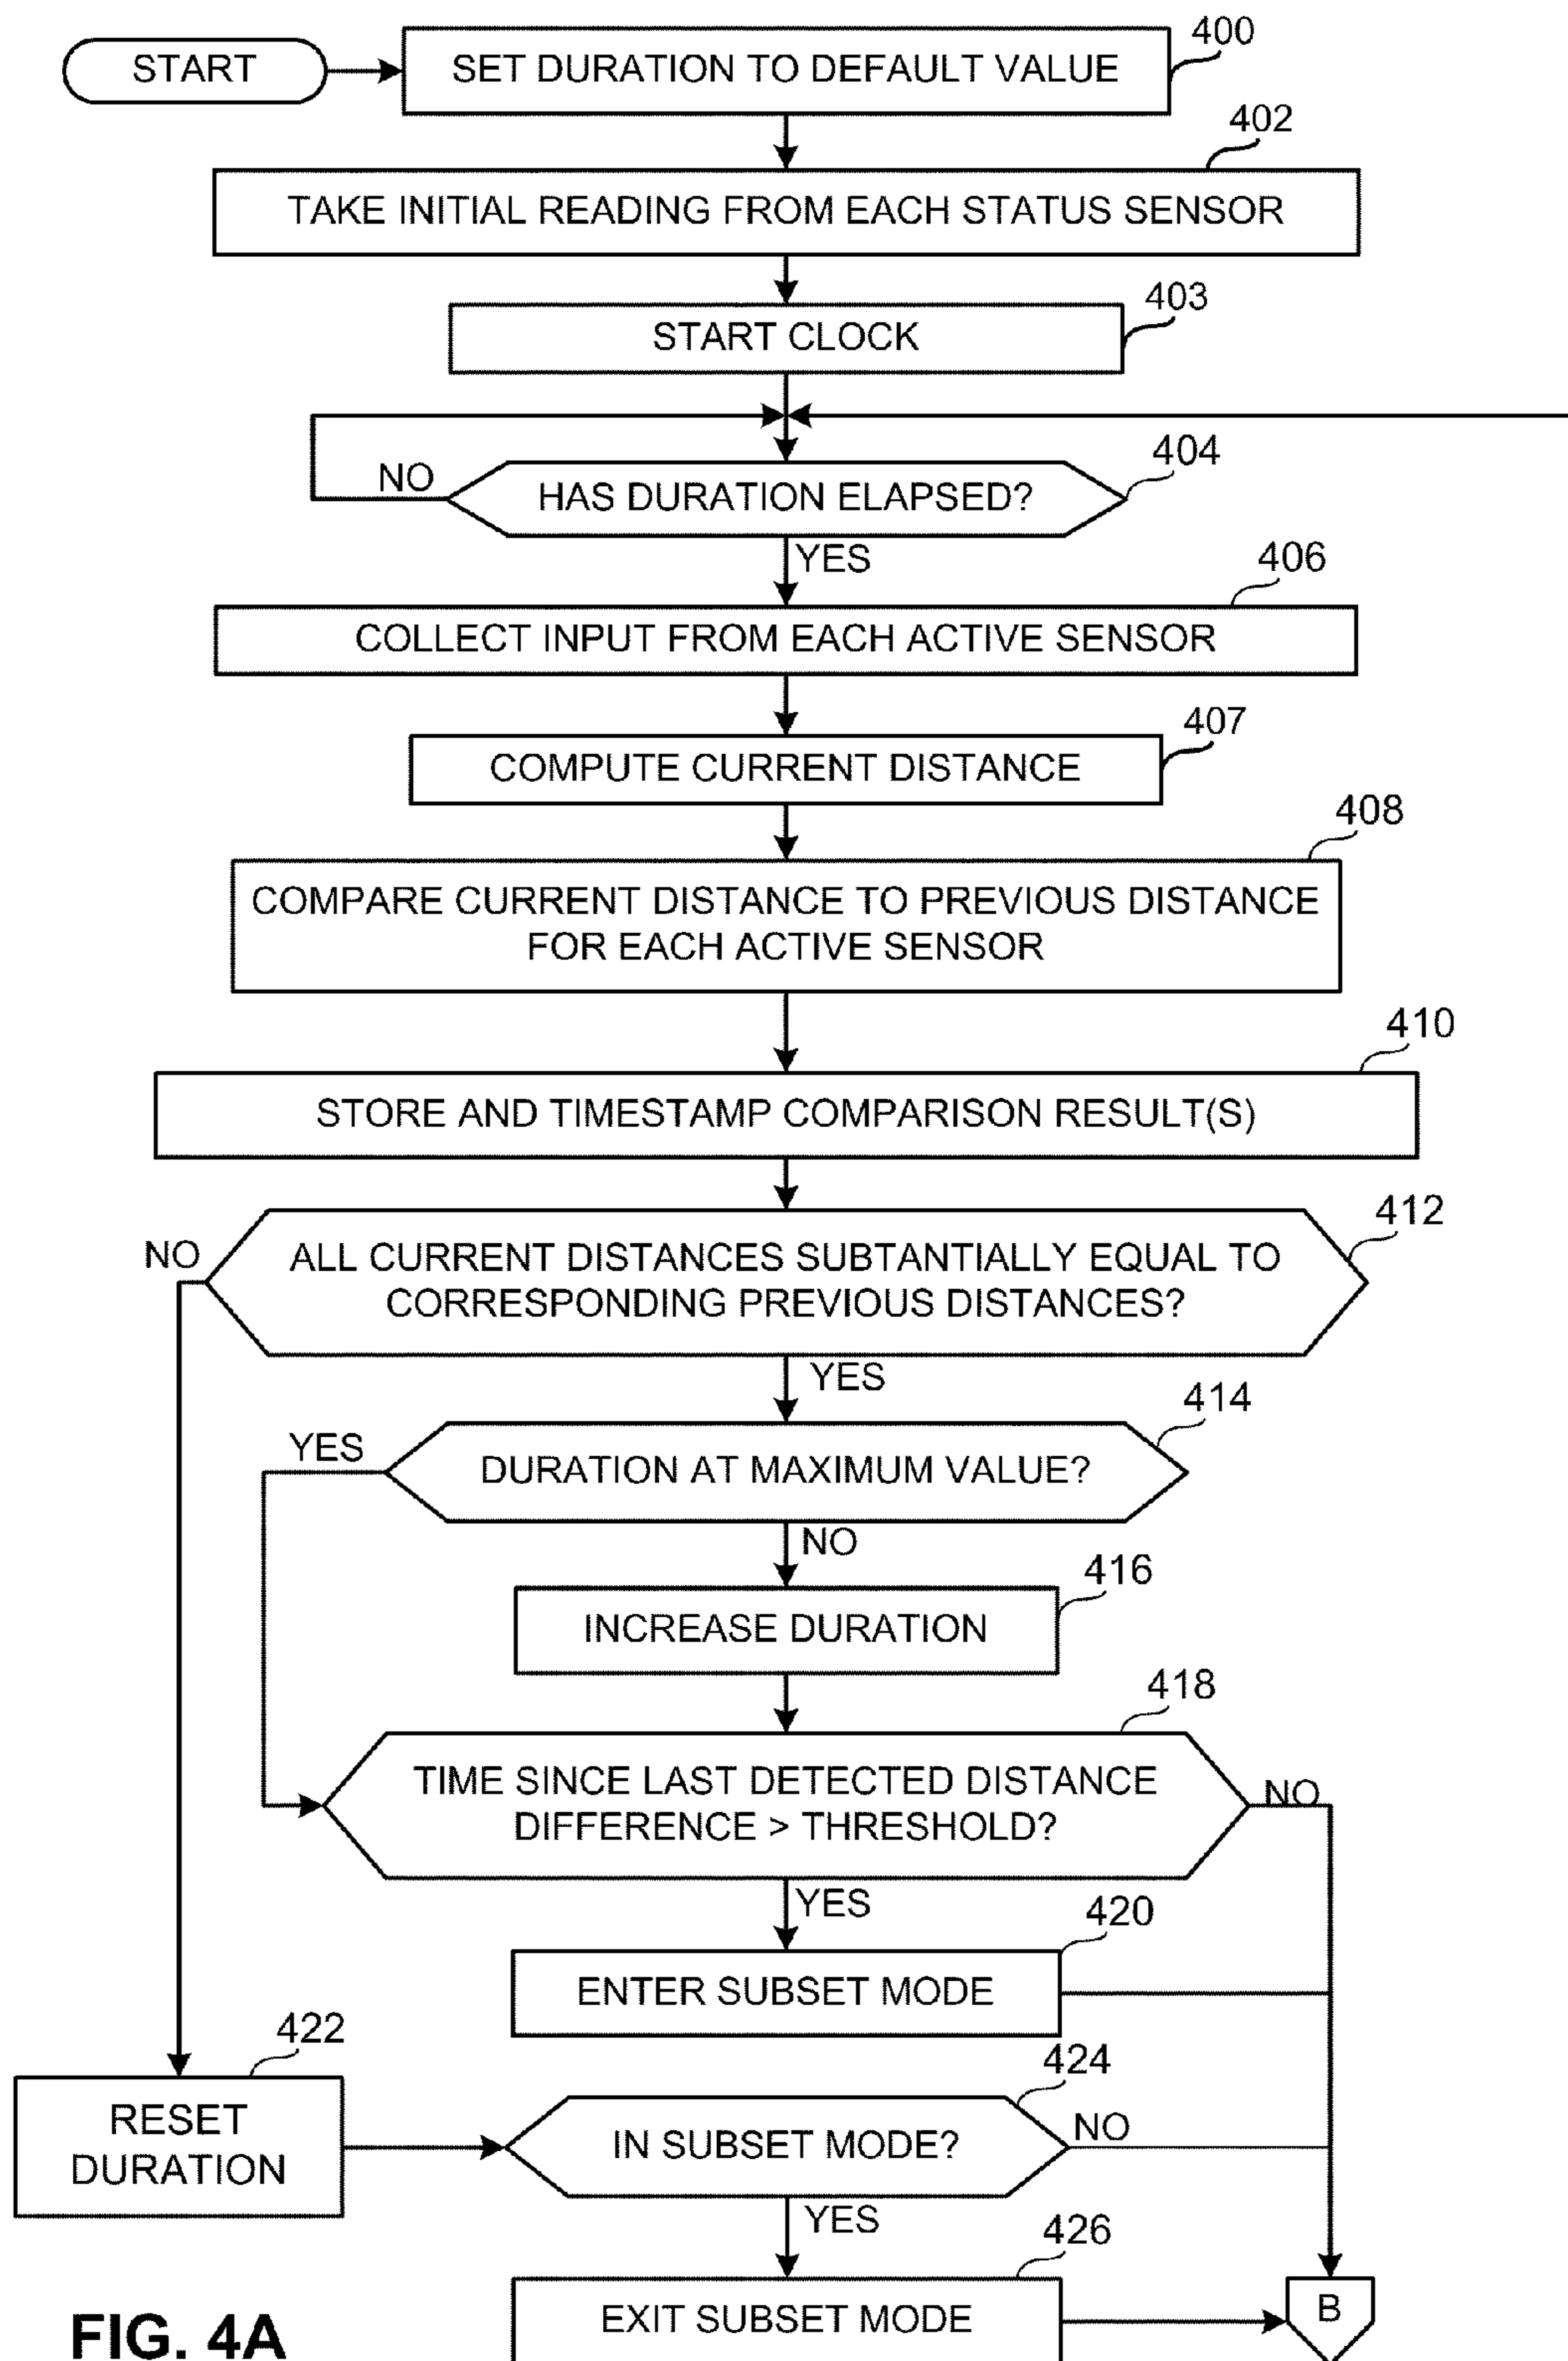 START
SET DURATION TO DEFAULT VALUE
400
402
TAKE INITIAL READING FROM EACH STATUS SENSOR
403
START CLOCK
404
NO
HAS DURATION ELAPSED?
YES
406
COLLECT INPUT FROM EACH ACTIVE SENSOR
407
COMPUTE CURRENT DISTANCE
408
COMPARE CURRENT DISTANCE TO PREVIOUS DISTANCE
FOR EACH ACTIVE SENSOR
410
STORE AND TIMESTAMP COMPARISON RESULT(S)
412
NO
ALL CURRENT DISTANCES SUBTANTIALLY EQUAL TO
CORRESPONDING PREVIOUS DISTANCES?
YES
414
YES
DURATION AT MAXIMUM VALUE?
NO
416
INCREASE DURATION
418
TIME SINCE LAST DETECTED DISTANCE
DIFFERENCE > THRESHOLD?
NO
YES
420
ENTER SUBSET MODE
422
RESET
DURATION
424
IN SUBSET MODE?
NO
YES
426
EXIT SUBSET MODE
B
FIG. 4A